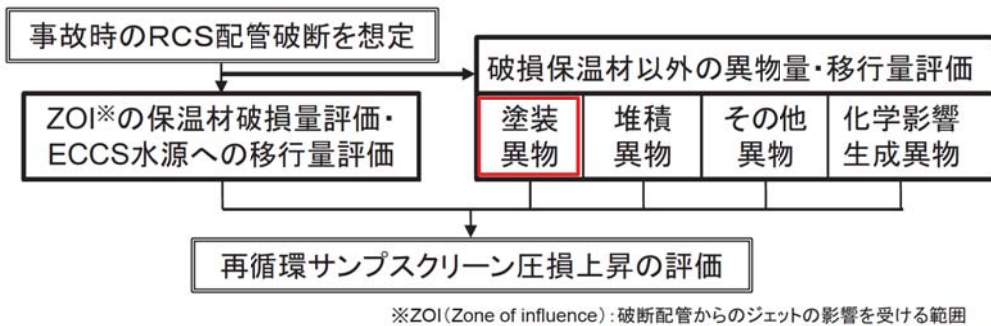 事故時のRCS配管破断を想定
破損保温材以外の異物量・移行量評価
ZOI※の保温材破損量評価・
ECCS水源への移行量評価
塗装
異物
堆積
異物
その他
異物
化学影響
生成異物
再循環サンプスクリーン圧損上昇の評価
※ZOI(Zone of influence):破断配管からのジェットの影響を受ける範囲